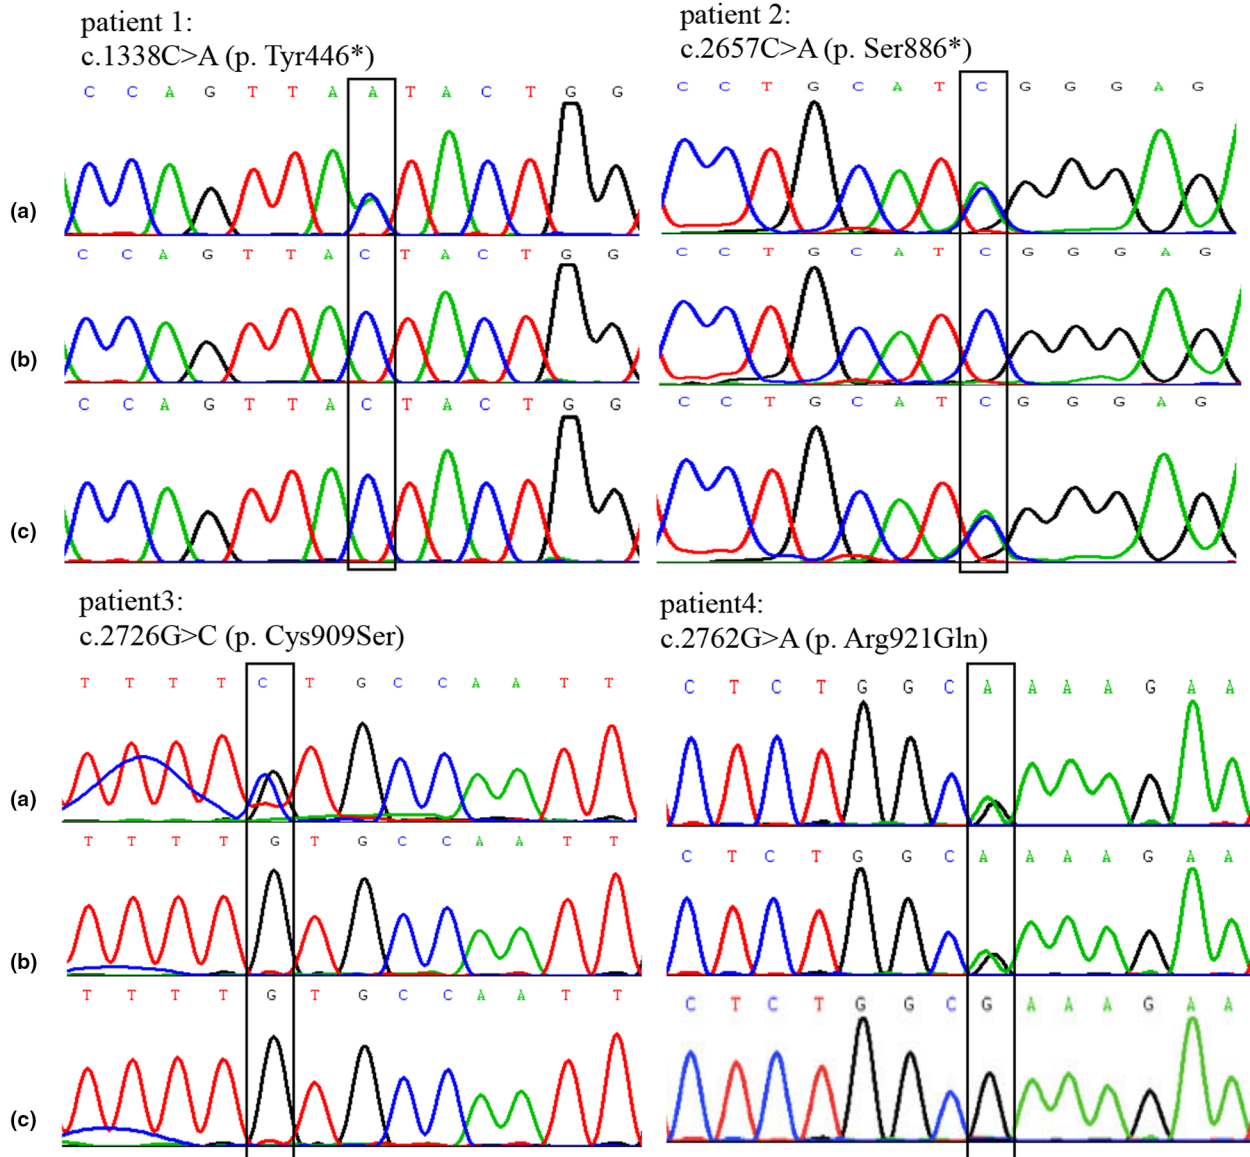 patient 1:
c.1338C>A (p. Tyr446*)
C C A G T T A A T A C T G G
(a)
C C A G T T A C T A C T G G
(b)
C C A G T T A C T A C T G G
(c)
patient 2:
c.2657C>A (p. Ser886*)
C C T G C A T C G G G A G
C C T G C A T C G G G A G
C C T G C A T C G G G A G
patient3:
c.2726G>C (p. Cys909Ser)
T T T T C T G C C A A T T
(a)
T T T T G T G C C A A T T
(b)
T T T T G T G C C A A T T
(c)
patient4:
c.2762G>A (p. Arg921Gln)
C T C T G G C A A A A G A A
C T C T G G C A A A A G A A
C T C T G G C G A A A G A A